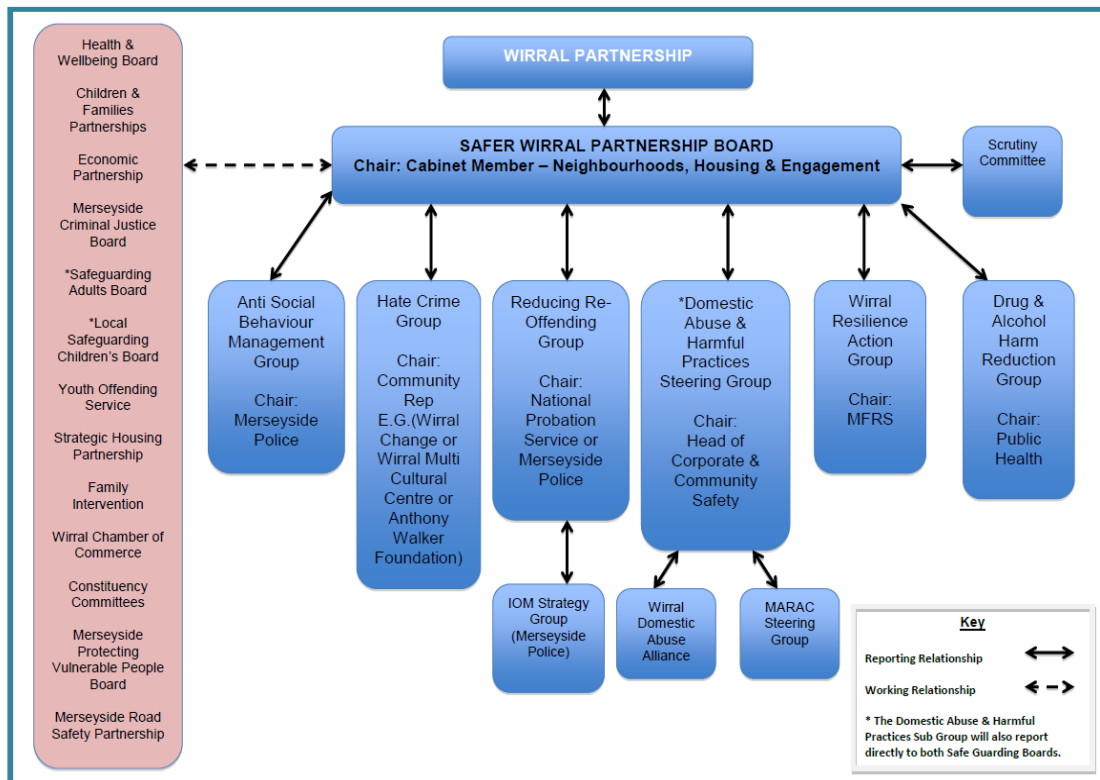 Health &
Wellbeing Board
Children &
Families
Partnerships
Economic
Partnership
Merseyside
Criminal Justice
Board
*Safeguarding
Adults Board
*Local
Safeguarding
Children's Board
Youth Offending
Service
Strategic Housing
Partnership
Family
Intervention
Wirral Chamber of
Commerce
Constituency
Committees
Merseyside
Protecting
Vulnerable People
Board
Merseyside Road
Safety Partnership
WIRRAL PARTNERSHIP
SAFER WIRRAL PARTNERSHIP BOARD
Chair: Cabinet Member – Neighbourhoods, Housing & Engagement
Scrutiny
Committee
Anti Social
Behaviour
Management
Group
Chair:
Merseyside
Police
Hate Crime
Group
Chair:
Community
Rep
E.G.(Wirral
Change or
Wirral Multi
Cultural
Centre or
Anthony
Walker
Foundation)
Reducing Re-
Offending
Group
Chair:
National
Probation
Service or
Merseyside
Police
*Domestic
Abuse &
Harmful
Practices
Steering Group
Chair:
Head of
Corporate &
Community
Safety
Wirral
Resilience
Action
Group
Chair:
MFRS
Drug &
Alcohol
Harm
Reduction
Group
Chair:
Public
Health
IOM Strategy
Group
(Merseyside
Police)
Wirral
Domestic
Abuse
Alliance
MARAC
Steering
Group
Key
Reporting Relationship
Working Relationship
* The Domestic Abuse & Harmful
Practices Sub Group will also report
directly to both Safe Guarding Boards.